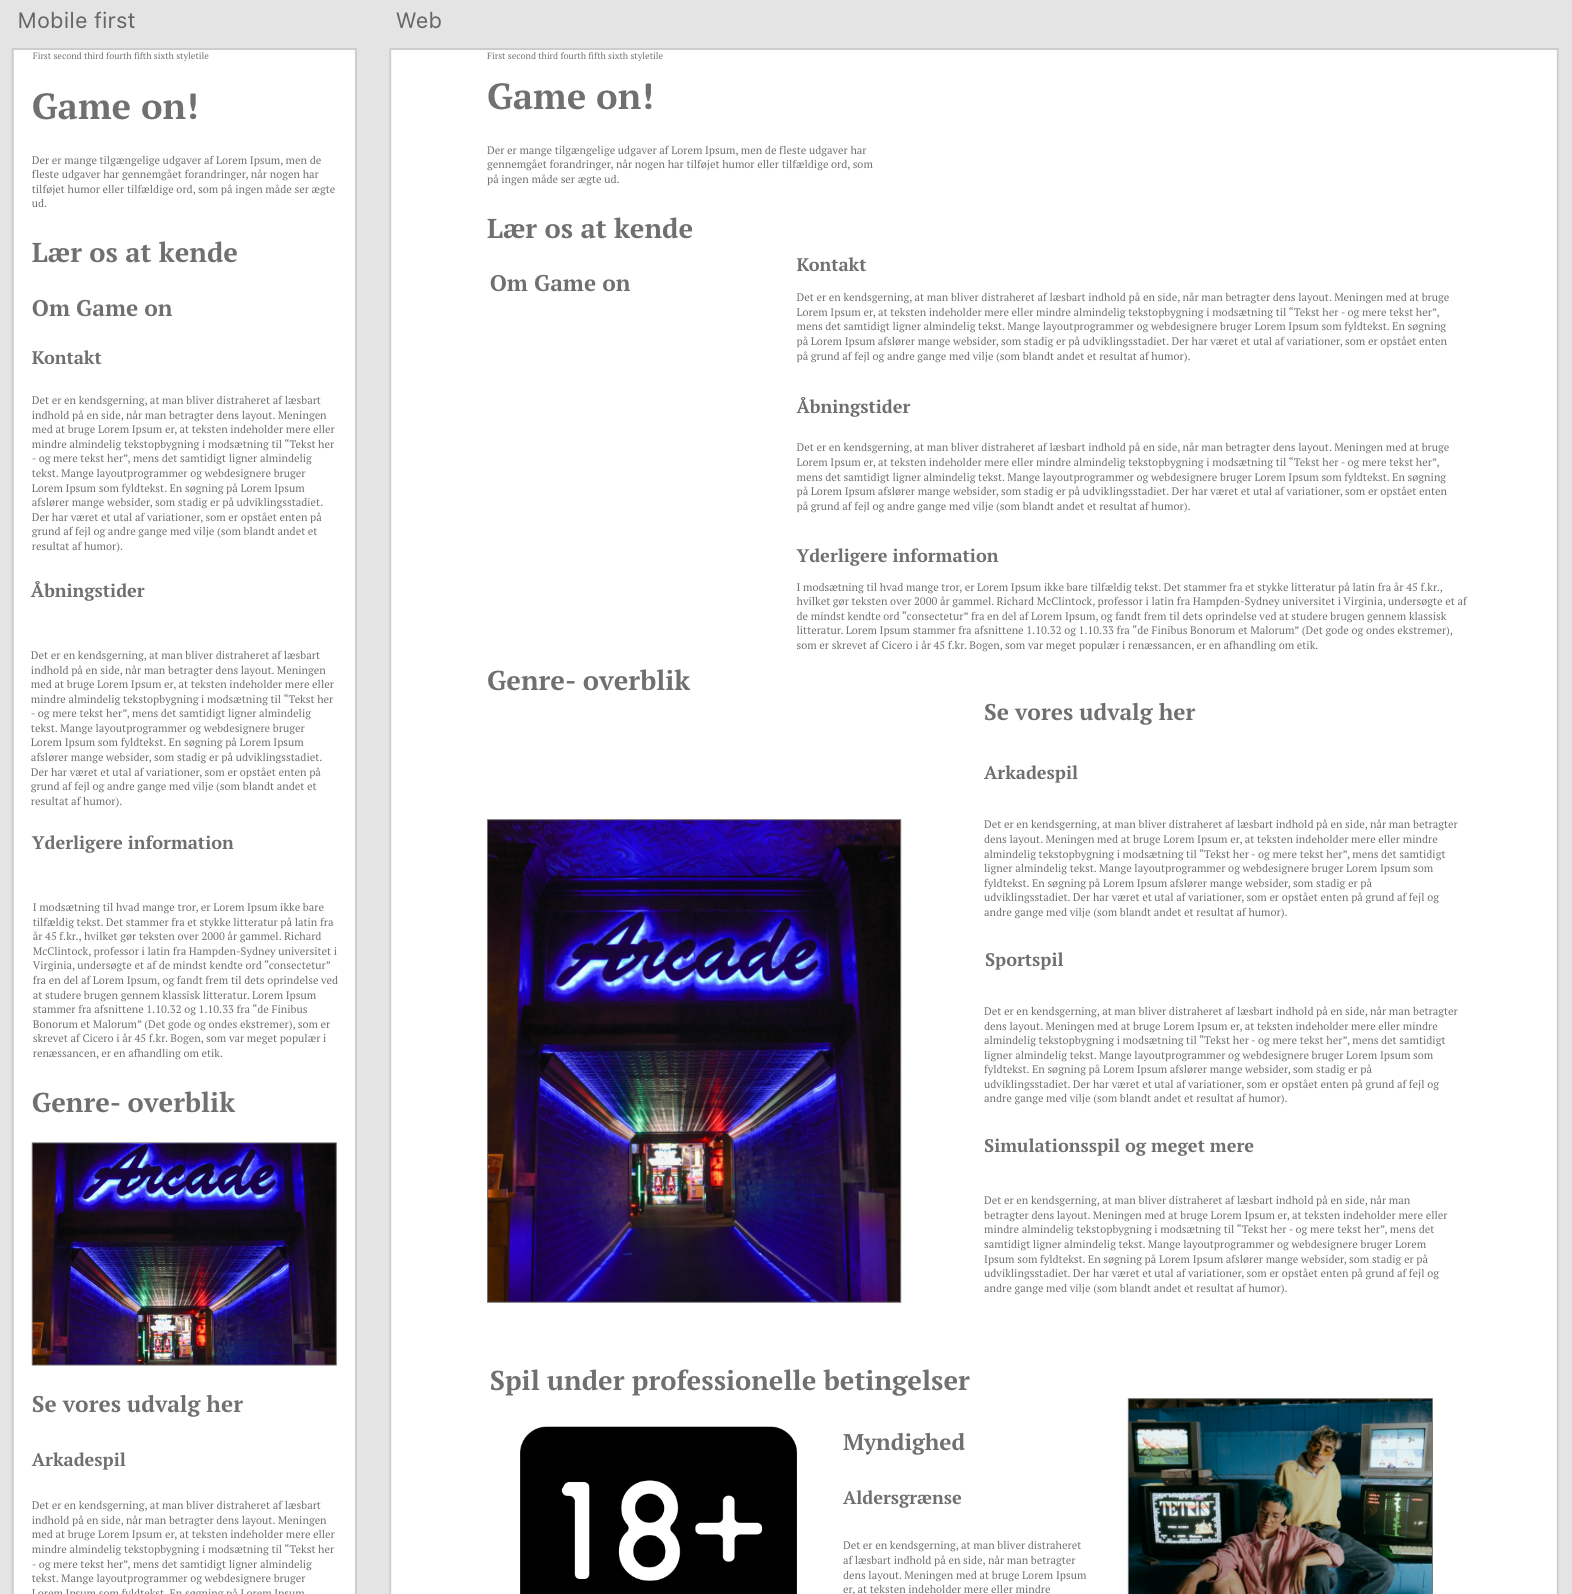 Mobile first
First second third fourth fifth sixth styletile
Game on!
Der er mange tilgængelige udgaver af Lorem Ipsum, men de
fleste udgaver har gennemgået forandringer, når nogen har
tilføjet humor eller tilfældige ord, som på ingen måde ser ægte
ud.
Lær os at kende
Om Game on
Kontakt
Det er en kendsgerning, at man bliver distraheret af læsbart
indhold på en side, når man betragter dens layout. Meningen
med at bruge Lorem Ipsum er, at teksten indeholder mere eller
mindre almindelig tekstopbygning i modsætning til “Tekst her
- og mere tekst her”, mens det samtidigt ligner almindelig
tekst. Mange layoutprogrammer og webdesignere bruger
Lorem Ipsum som fyldtekst. En søgning på Lorem Ipsum
afslører mange websider, som stadig er på udviklingsstadiet.
Der har været et utal af variationer, som er opstået enten på
grund af fejl og andre gange med vilje (som blandt andet et
resultat af humor).
Åbningstider
Det er en kendsgerning, at man bliver distraheret af læsbart
indhold på en side, når man betragter dens layout. Meningen
med at bruge Lorem Ipsum er, at teksten indeholder mere eller
mindre almindelig tekstopbygning i modsætning til “Tekst her
- og mere tekst her”, mens det samtidigt ligner almindelig
tekst. Mange layoutprogrammer og webdesignere bruger
Lorem Ipsum som fyldtekst. En søgning på Lorem Ipsum
afslører mange websider, som stadig er på udviklingsstadiet.
Der har været et utal af variationer, som er opstået enten på
grund af fejl og andre gange med vilje (som blandt andet et
resultat af humor).
Yderligere information
I modsætning til hvad mange tror, er Lorem Ipsum ikke bare
tilfældig tekst. Det stammer fra et stykke litteratur på latin fra
år 45 f.kr., hvilket gør teksten over 2000 år gammel. Richard
McClintock, professor i latin fra Hampden-Sydney universitet i
Virginia, undersøgte et af de mindst kendte ord “consectetur”
fra en del af Lorem Ipsum, og fandt frem til dets oprindelse ved
at studere brugen gennem klassisk litteratur. Lorem Ipsum
stammer fra afsnittene 1.10.32 og 1.10.33 fra “de Finibus
Bonorum et Malorum” (Det gode og ondes ekstremer), som er
skrevet af Cicero i år 45 f.kr. Bogen, som var meget populær i
renæssancen, er en afhandling om etik.
Genre- overblik
Arcade
Se vores udvalg her
Arkadespil
Det er en kendsgerning, at man bliver distraheret af læsbart
indhold på en side, når man betragter dens layout. Meningen
med at bruge Lorem Ipsum er, at teksten indeholder mere eller
mindre almindelig tekstopbygning i modsætning til “Tekst her
- og mere tekst her”, mens det samtidigt ligner almindelig
tekst. Mange layoutprogrammer og webdesignere bruger
Lorem Ipsum som fyldtekst. En søgning på Lorem Ipsum
Web
First second third fourth fifth sixth styletile
Game on!
Der er mange tilgængelige udgaver af Lorem Ipsum, men de fleste udgaver har
gennemgået forandringer, når nogen har tilføjet humor eller tilfældige ord, som
på ingen måde ser ægte ud.
Lær os at kende
Om Game on
Kontakt
Det er en kendsgerning, at man bliver distraheret af læsbart indhold på en side, når man betragter dens layout. Meningen med at bruge
Lorem Ipsum er, at teksten indeholder mere eller mindre almindelig tekstopbygning i modsætning til “Tekst her - og mere tekst her”,
mens det samtidigt ligner almindelig tekst. Mange layoutprogrammer og webdesignere bruger Lorem Ipsum som fyldtekst. En søgning
på Lorem Ipsum afslører mange websider, som stadig er på udviklingsstadiet. Der har været et utal af variationer, som er opstået enten
på grund af fejl og andre gange med vilje (som blandt andet et resultat af humor).
Åbningstider
Det er en kendsgerning, at man bliver distraheret af læsbart indhold på en side, når man betragter dens layout. Meningen med at bruge
Lorem Ipsum er, at teksten indeholder mere eller mindre almindelig tekstopbygning i modsætning til “Tekst her - og mere tekst her”,
mens det samtidigt ligner almindelig tekst. Mange layoutprogrammer og webdesignere bruger Lorem Ipsum som fyldtekst. En søgning
på Lorem Ipsum afslører mange websider, som stadig er på udviklingsstadiet. Der har været et utal af variationer, som er opstået enten
på grund af fejl og andre gange med vilje (som blandt andet et resultat af humor).
Yderligere information
I modsætning til hvad mange tror, er Lorem Ipsum ikke bare tilfældig tekst. Det stammer fra et stykke litteratur på latin fra år 45 f.kr.,
hvilket gør teksten over 2000 år gammel. Richard McClintock, professor i latin fra Hampden-Sydney universitet i Virginia, undersøgte et af
de mindst kendte ord “consectetur” fra en del af Lorem Ipsum, og fandt frem til dets oprindelse ved at studere brugen gennem klassisk
litteratur. Lorem Ipsum stammer fra afsnittene 1.10.32 og 1.10.33 fra “de Finibus Bonorum et Malorum” (Det gode og ondes ekstremer),
som er skrevet af Cicero i år 45 f.kr. Bogen, som var meget populær i renæssancen, er en afhandling om etik.
Genre- overblik
Arcade
Se vores udvalg her
Arkadespil
Det er en kendsgerning, at man bliver distraheret af læsbart indhold på en side, når man betragter
dens layout. Meningen med at bruge Lorem Ipsum er, at teksten indeholder mere eller mindre
almindelig tekstopbygning i modsætning til “Tekst her - og mere tekst her”, mens det samtidigt
ligner almindelig tekst. Mange layoutprogrammer og webdesignere bruger Lorem Ipsum som
fyldtekst. En søgning på Lorem Ipsum afslører mange websider, som stadig er på
udviklingsstadiet. Der har været et utal af variationer, som er opstået enten på grund af fejl og
andre gange med vilje (som blandt andet et resultat af humor).
Sportspil
Det er en kendsgerning, at man bliver distraheret af læsbart indhold på en side, når man betragter
dens layout. Meningen med at bruge Lorem Ipsum er, at teksten indeholder mere eller mindre
almindelig tekstopbygning i modsætning til “Tekst her - og mere tekst her”, mens det samtidigt
ligner almindelig tekst. Mange layoutprogrammer og webdesignere bruger Lorem Ipsum som
fyldtekst. En søgning på Lorem Ipsum afslører mange websider, som stadig er på
udviklingsstadiet. Der har været et utal af variationer, som er opstået enten på grund af fejl og
andre gange med vilje (som blandt andet et resultat af humor).
Simulationsspil og meget mere
Det er en kendsgerning, at man bliver distraheret af læsbart indhold på en side, når man
betragter dens layout. Meningen med at bruge Lorem Ipsum er, at teksten indeholder mere eller
mindre almindelig tekstopbygning i modsætning til “Tekst her - og mere tekst her”, mens det
samtidigt ligner almindelig tekst. Mange layoutprogrammer og webdesignere bruger Lorem
Ipsum som fyldtekst. En søgning på Lorem Ipsum afslører mange websider, som stadig er på
udviklingsstadiet. Der har været et utal af variationer, som er opstået enten på grund af fejl og
andre gange med vilje (som blandt andet et resultat af humor).
Spil under professionelle betingelser
18+
Myndighed
Aldersgrænse
Det er en kendsgerning, at man bliver distraheret
af læsbart indhold på en side, når man betragter
dens layout. Meningen med at bruge Lorem Ipsum
er, at teksten indeholder mere eller mindre
TETRIS